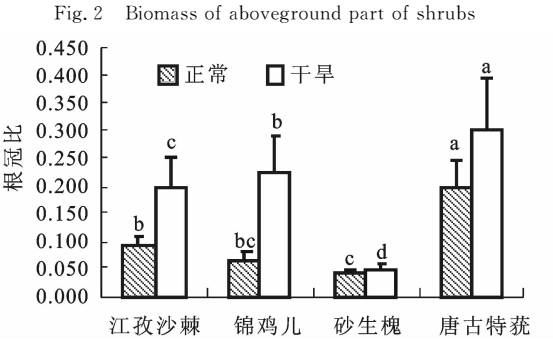 Fig. 2 Biomass of aboveground part of shrubs
根冠比
0.450
0.400
0.350
0.300
0.250
0.200
0.150
0.100
0.050
0.000
正常 干旱
b c bc b c d a a
江孜沙棘 锦鸡儿 砂生槐 唐古特莸